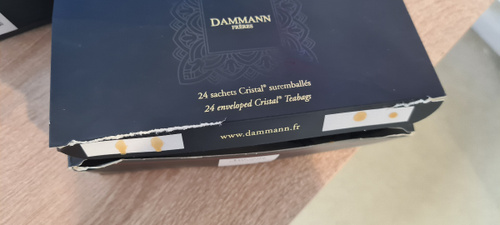 DAMMANN
FRÈRES
24 sachets Cristal® suremballés
24 enveloped Cristal® Teabags
www.dammann.fr